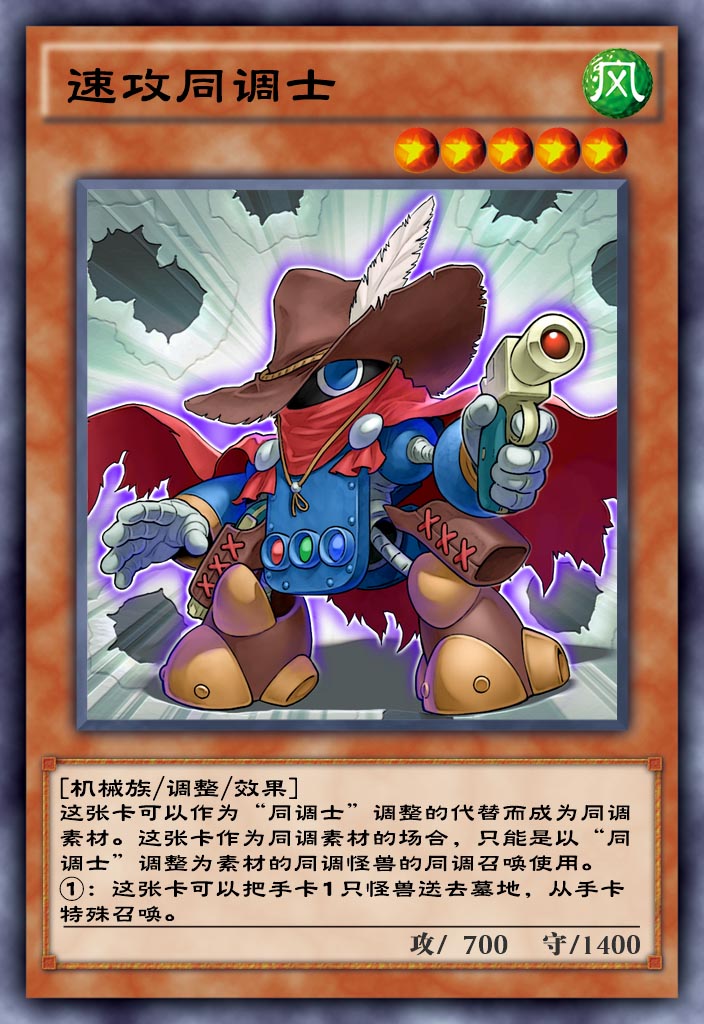 速攻同调士
风
[机械族/调整/效果]
这张卡可以作为“同调士”调整的代替而成为同调
素材。这张卡作为同调素材的场合，只能是以“同
调士”调整为素材的同调怪兽的同调召唤使用。
①：这张卡可以把手卡1只怪兽送去墓地，从手卡
特殊召唤。
攻/ 700 守/1400